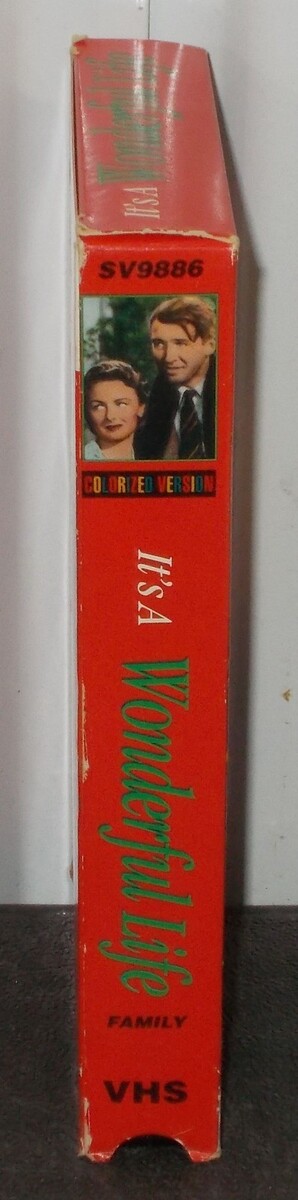 It's A
Wonderful Life
SV9886
COLORIZED VERSION
It's A
Wonderful Life
FAMILY
VHS